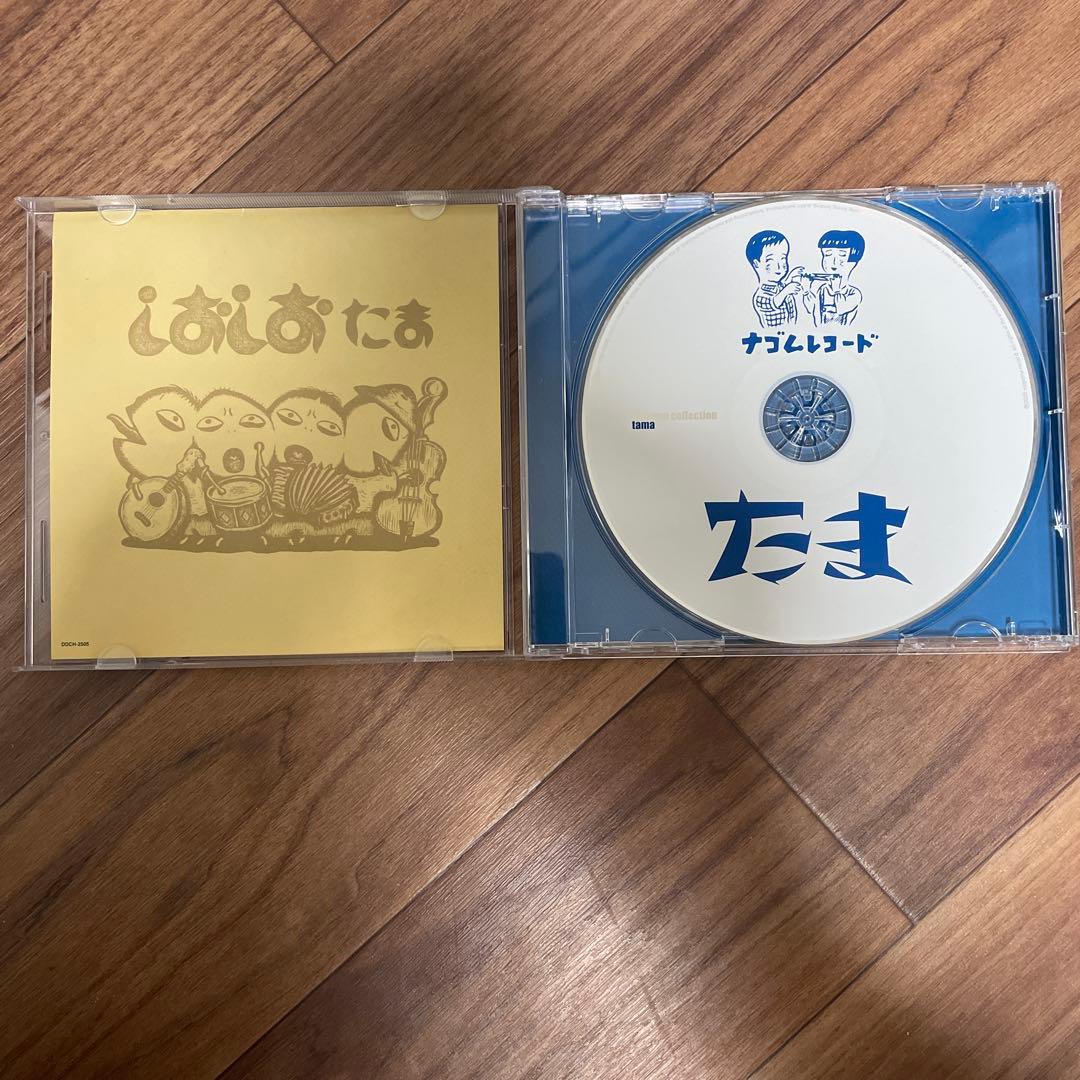 しおしお たま
DDCH-2505
ナゴムレコード
collection
tama
たま